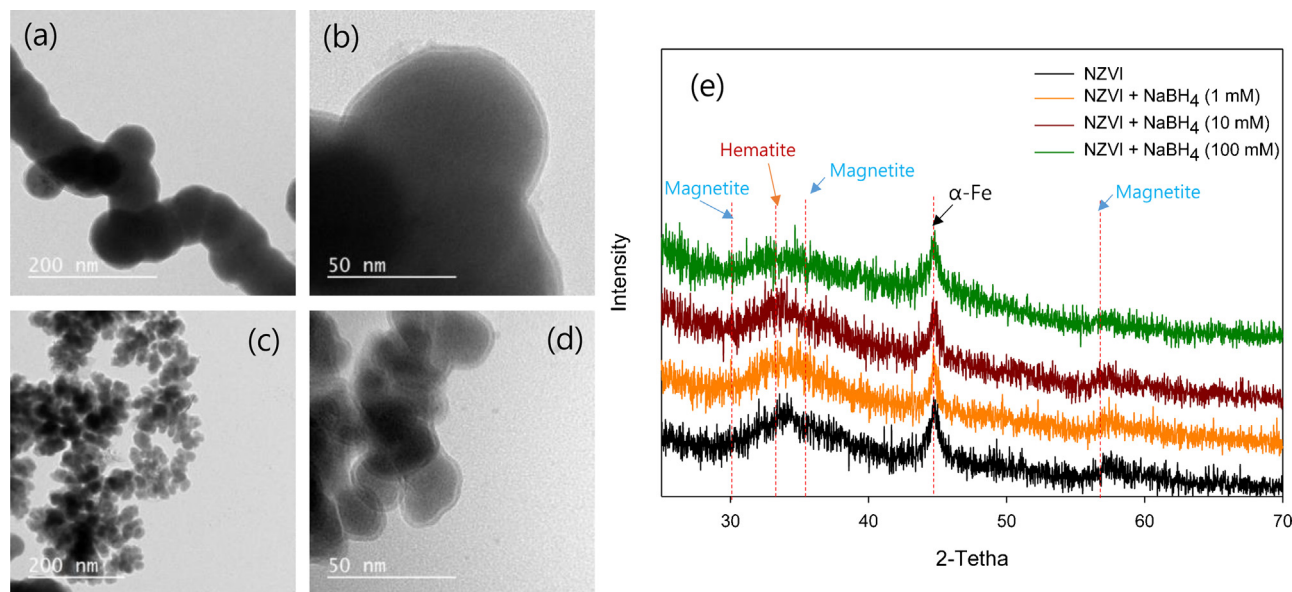 (a)
200 nm
(b)
50 nm
(c)
200 nm
(d)
50 nm
(e)
NZVI
NZVI + NaBH4 (1 mM)
NZVI + NaBH4 (10 mM)
NZVI + NaBH4 (100 mM)
Hematite
Magnetite
Magnetite
α-Fe
Magnetite
Intensity
30 40 50 60 70
2-Tetha